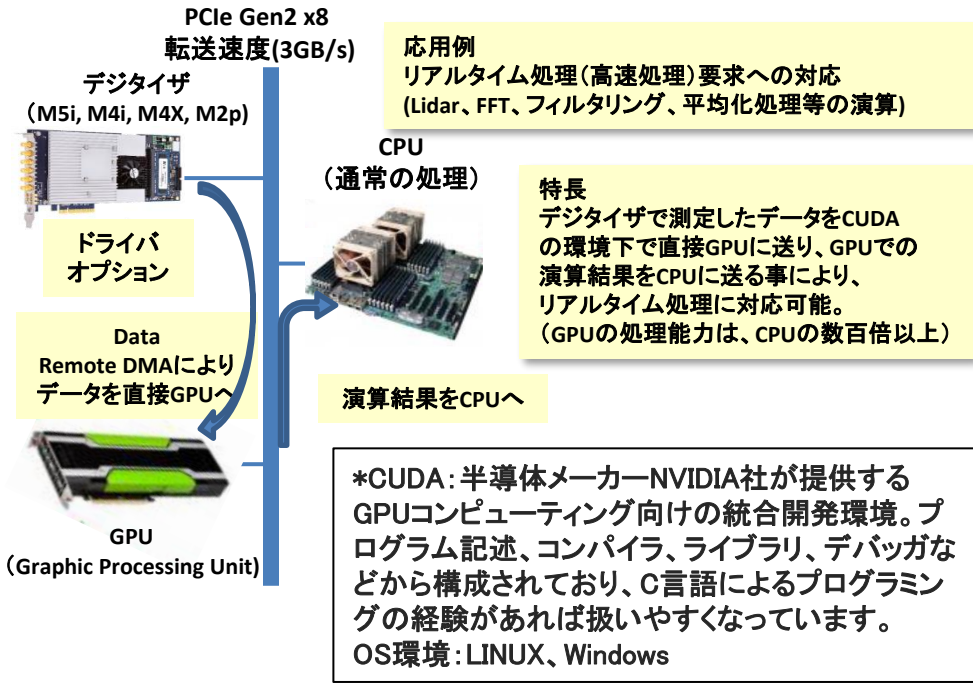 PCIe Gen2 x8
転送速度(3GB/s)
デジタイザ
（M5i, M4i, M4X, M2p)
応用例
リアルタイム処理（高速処理）要求への対応
(Lidar、FFT、フィルタリング、平均化処理等の演算)
CPU
（通常の処理）
特長
デジタイザで測定したデータをCUDA
の環境下で直接GPUに送り、GPUでの
演算結果をCPUに送る事により、
リアルタイム処理に対応可能。
（GPUの処理能力は、CPUの数百倍以上）
ドライバ
オプション
Data
Remote DMAにより
データを直接GPUへ
演算結果をCPUへ
GPU
（Graphic Processing Unit)
*CUDA：半導体メーカーNVIDIA社が提供する
GPUコンピューティング向けの統合開発環境。プ
ログラム記述、コンパイラ、ライブラリ、デバッガな
どから構成されており、C言語によるプログラミン
グの経験があれば扱いやすくなっています。
OS環境：LINUX、Windows